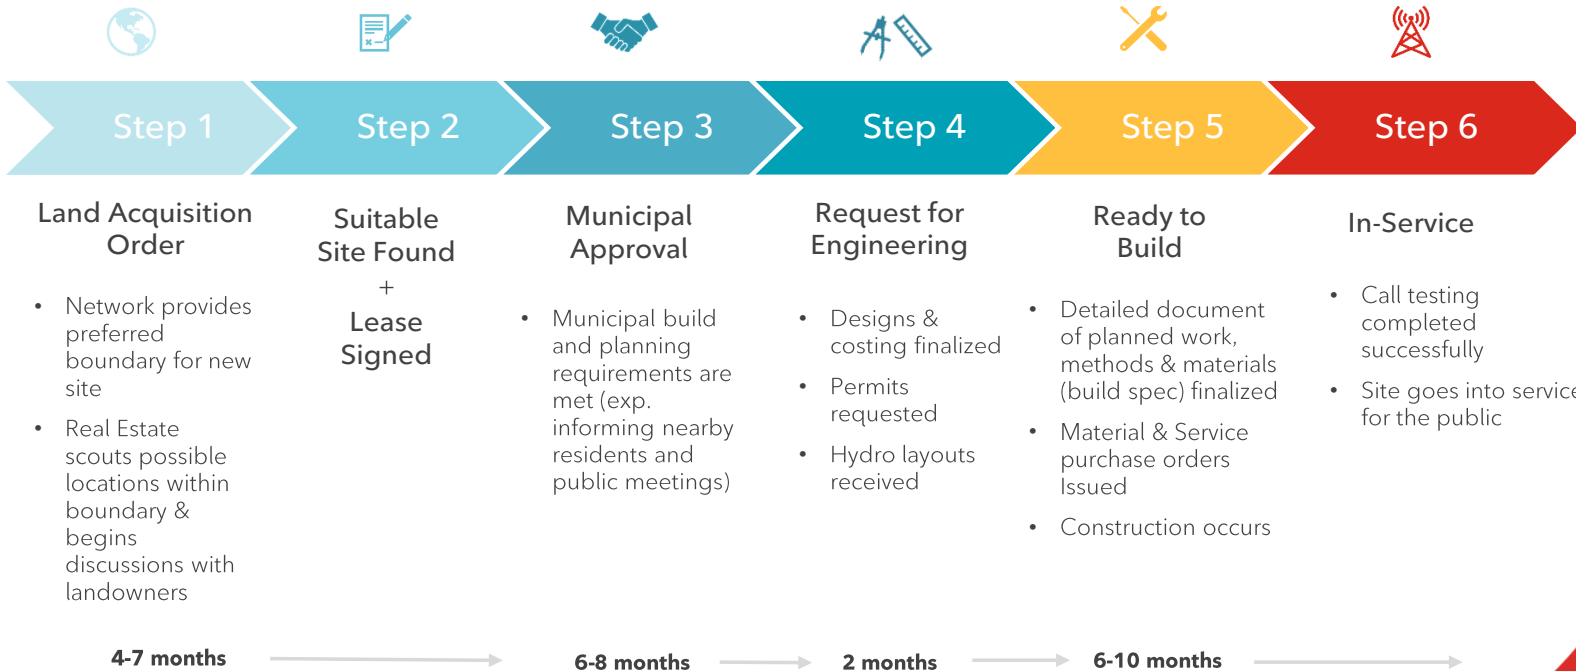 Step 1
Step 2
Step 3
Step 4
Step 5
Step 6
Land Acquisition
Order
• Network provides
preferred
boundary for new
site
• Real Estate
scouts possible
locations within
boundary &
begins
discussions with
landowners
Suitable
Site Found
+
Lease
Signed
Municipal
Approval
• Municipal build
and planning
requirements are
met (exp.
informing nearby
residents and
public meetings)
Request for
Engineering
• Designs &
costing finalized
• Permits
requested
• Hydro layouts
received
Ready to
Build
• Detailed document
of planned work,
methods & materials
(build spec) finalized
• Material & Service
purchase orders
Issued
• Construction occurs
In-Service
• Call testing
completed
successfully
• Site goes into service
for the public
4-7 months
6-8 months
2 months
6-10 months